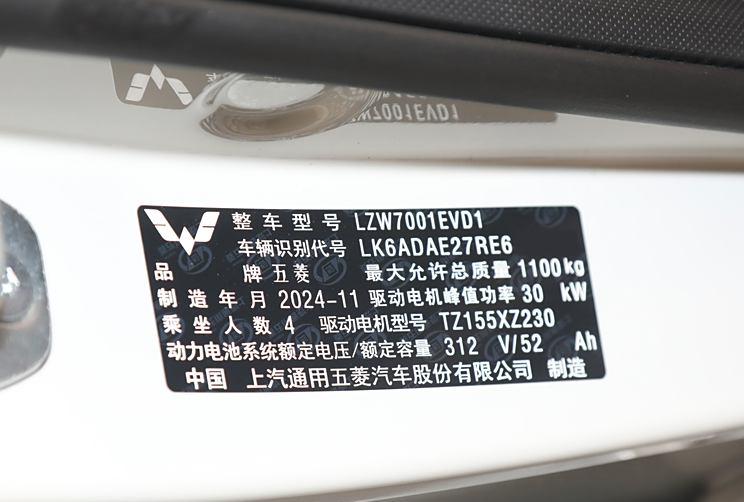 整车型号 LZW7001EVD1
车辆识别代号 LK6ADAE27RE6
品牌 五菱 最大允许总质量 1100kg
制造年月 2024-11 驱动电机峰值功率 30 kW
乘坐人数 4 驱动电机型号 TZ155XZ230
动力电池系统额定电压/额定容量 312 V/52 Ah
中国 上汽通用五菱汽车股份有限公司 制造